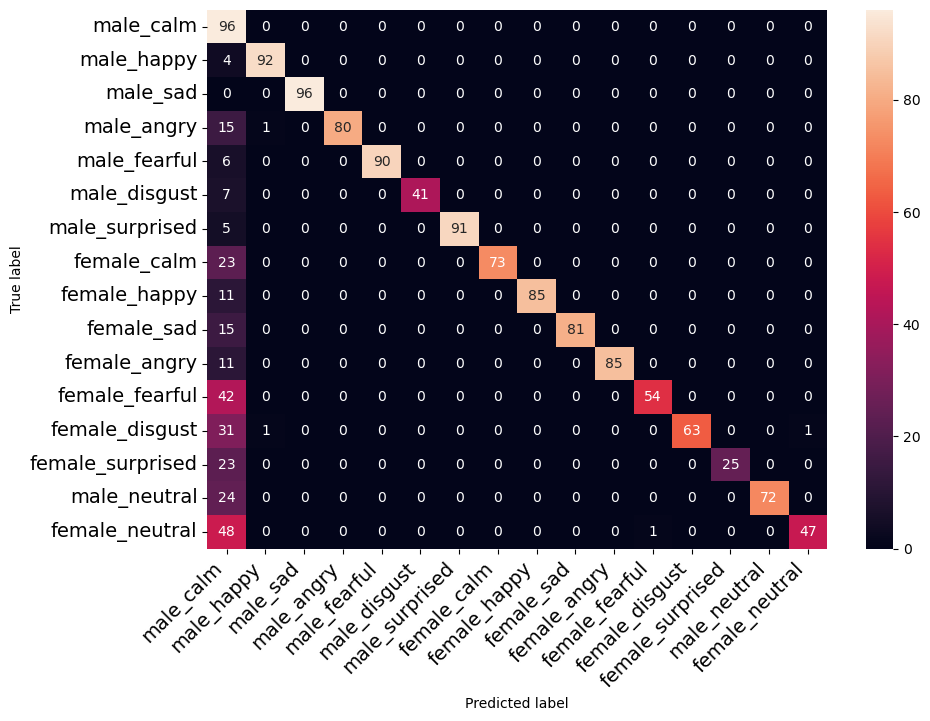 male_calm 96 0 0 0 0 0 0 0 0 0 0 0 0 0 0 0
male_happy 4 92 0 0 0 0 0 0 0 0 0 0 0 0 0 0
male_sad 0 0 96 0 0 0 0 0 0 0 0 0 0 0 0 0
male_angry 15 1 0 80 0 0 0 0 0 0 0 0 0 0 0 0
male_fearful 6 0 0 0 90 0 0 0 0 0 0 0 0 0 0 0
male_disgust 7 0 0 0 0 41 0 0 0 0 0 0 0 0 0 0
male_surprised 5 0 0 0 0 0 91 0 0 0 0 0 0 0 0 0
female_calm 23 0 0 0 0 0 0 73 0 0 0 0 0 0 0 0
female_happy 11 0 0 0 0 0 0 0 85 0 0 0 0 0 0 0
female_sad 15 0 0 0 0 0 0 0 0 81 0 0 0 0 0 0
female_angry 11 0 0 0 0 0 0 0 0 0 85 0 0 0 0 0
female_fearful 42 0 0 0 0 0 0 0 0 0 0 54 0 0 0 0
female_disgust 31 1 0 0 0 0 0 0 0 0 0 0 63 0 0 1
female_surprised 23 0 0 0 0 0 0 0 0 0 0 0 0 25 0 0
male_neutral 24 0 0 0 0 0 0 0 0 0 0 0 0 0 72 0
female_neutral 48 0 0 0 0 0 0 0 0 0 0 1 0 0 0 47
True label
male_calm
male_happy
male_sad
male_angry
male_fearful
male_disgust
male_surprised
female_calm
female_happy
female_sad
female_angry
female_fearful
female_disgust
female_surprised
male_neutral
female_neutral
Predicted label
80
60
40
20
0